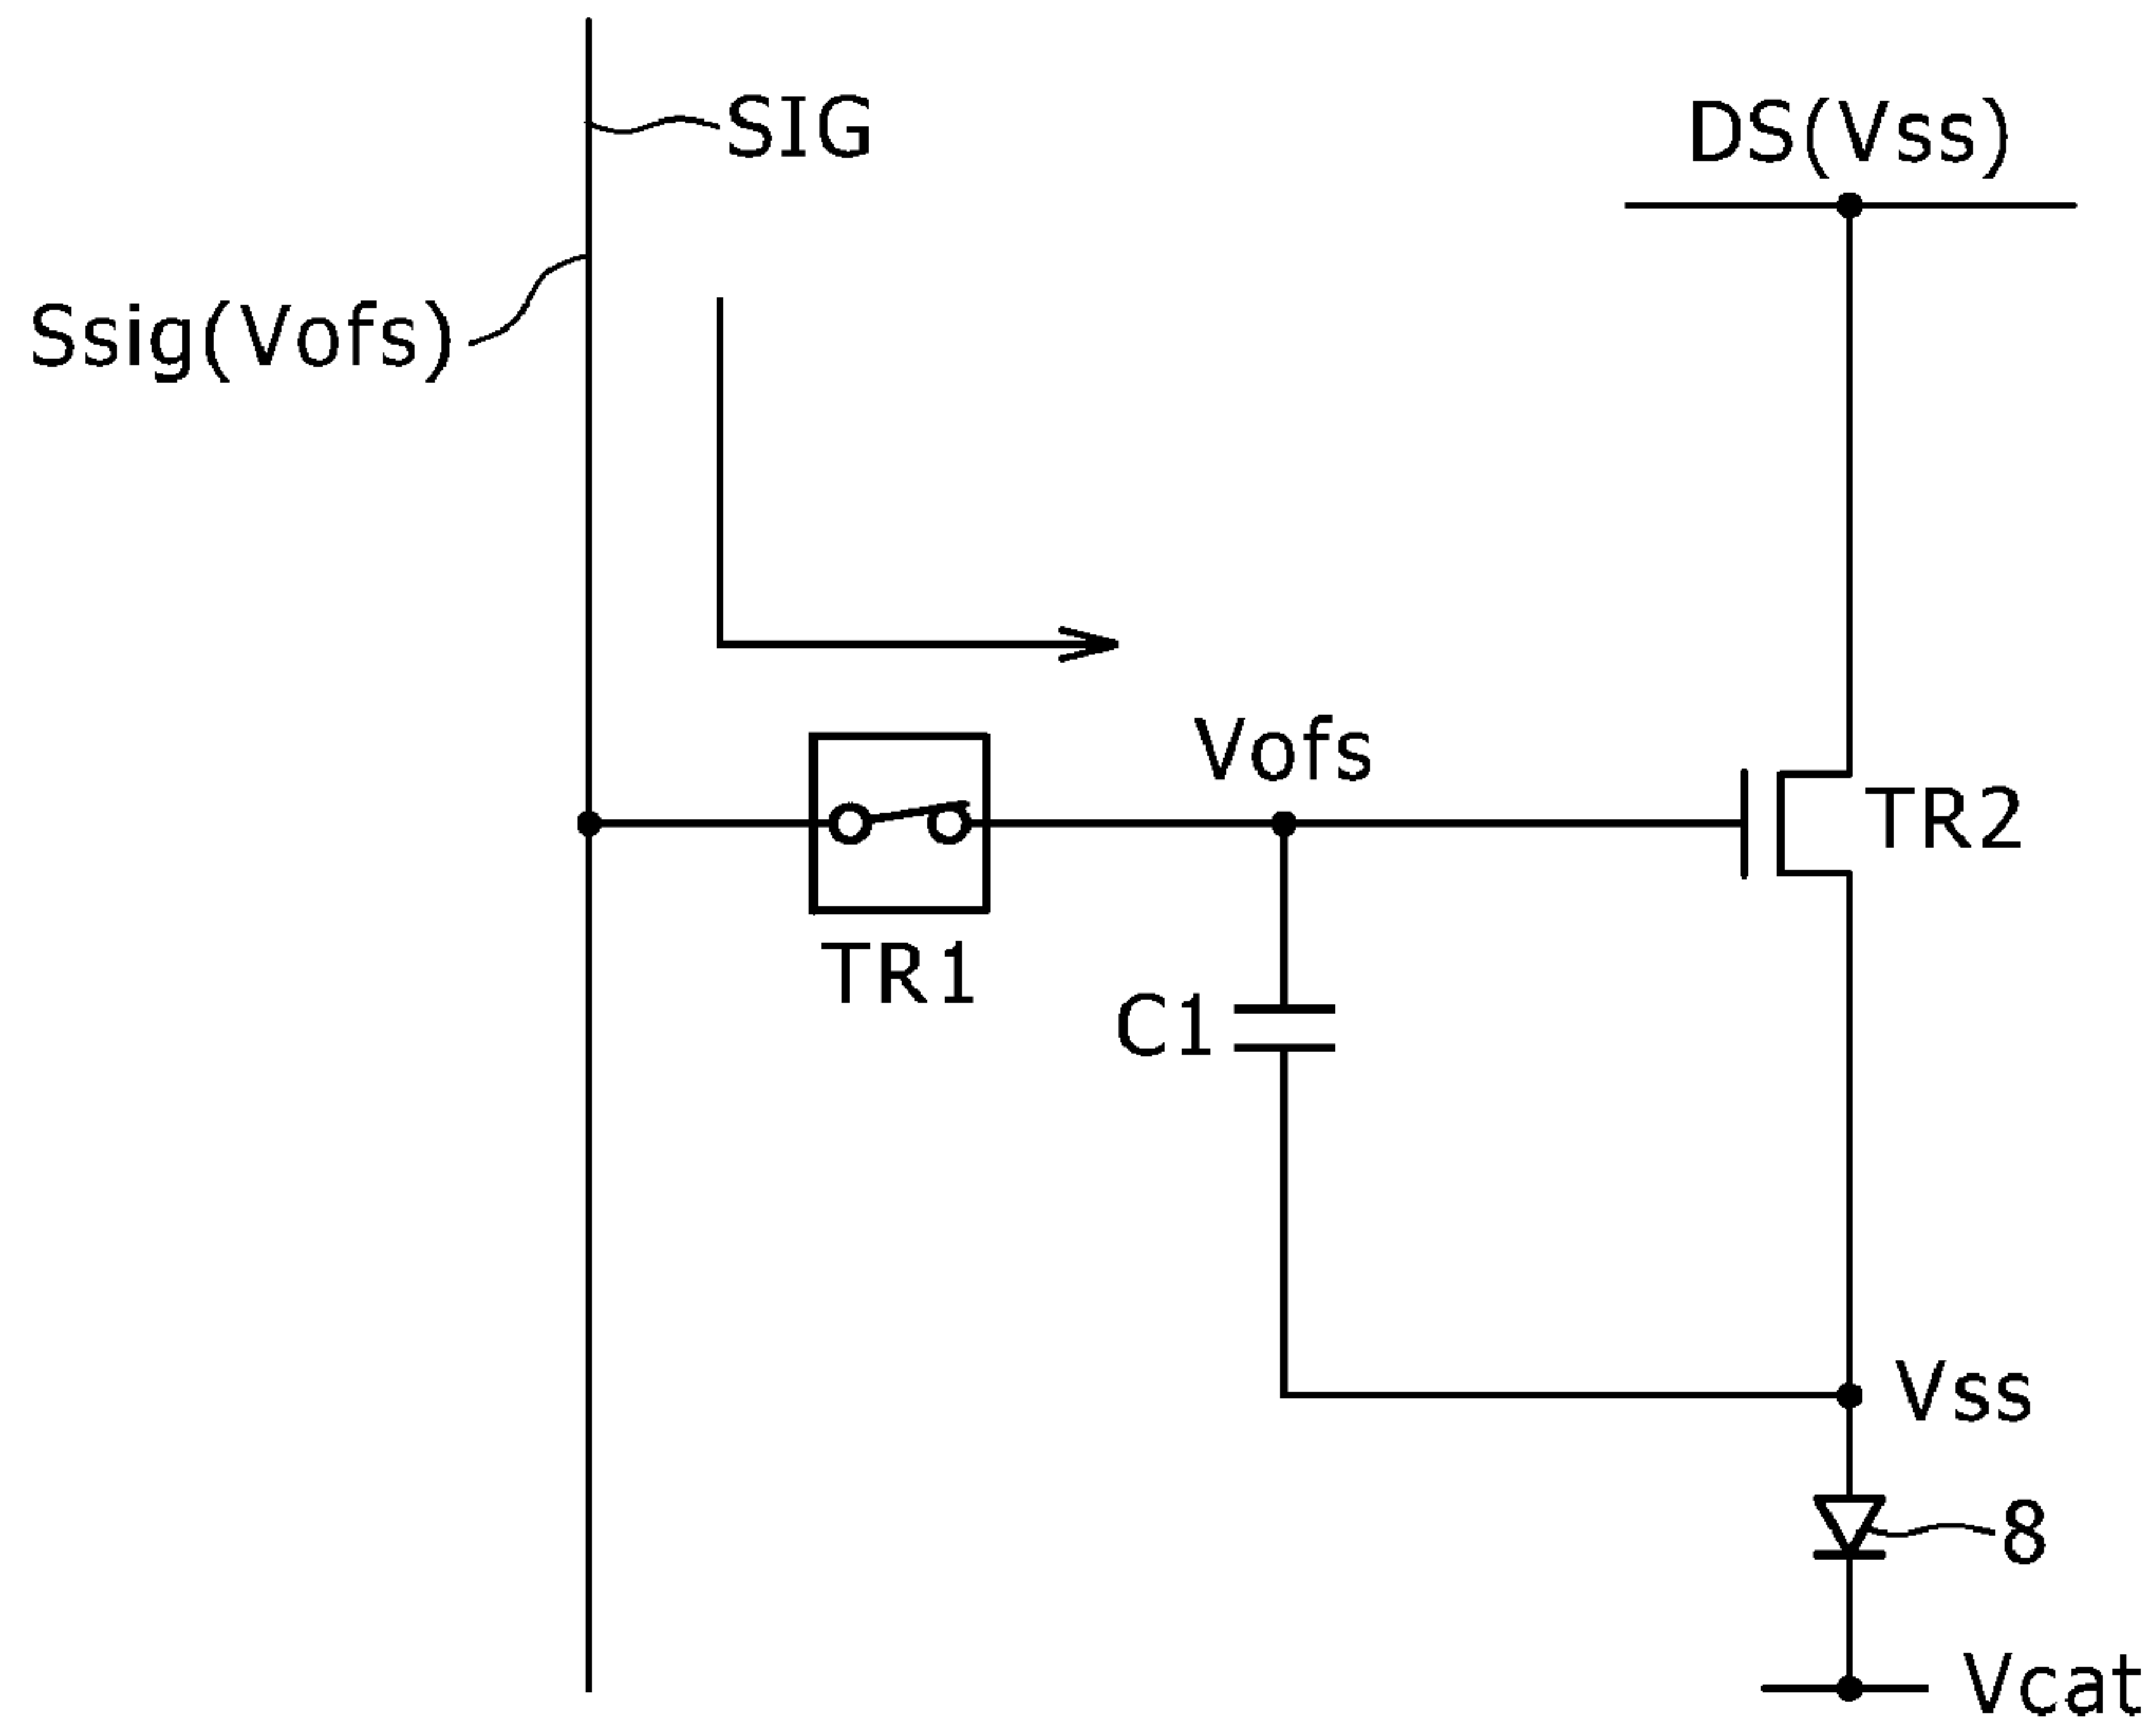 SIG
DS(Vss)
Ssig(Vofs)
Vofs
TR2
TR1
C1
Vss
8
Vcat